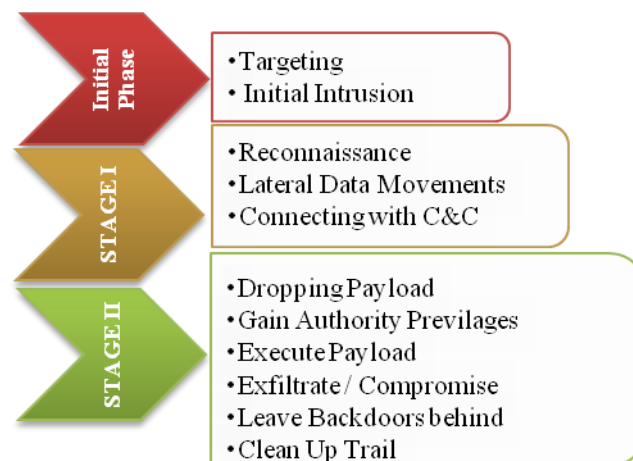 Initial
Phase
• Targeting
• Initial Intrusion
STAGE I
• Reconnaissance
• Lateral Data Movements
• Connecting with C&C
STAGE II
• Dropping Payload
• Gain Authority Previlages
• Execute Payload
• Exfiltrate / Compromise
• Leave Backdoors behind
• Clean Up Trail